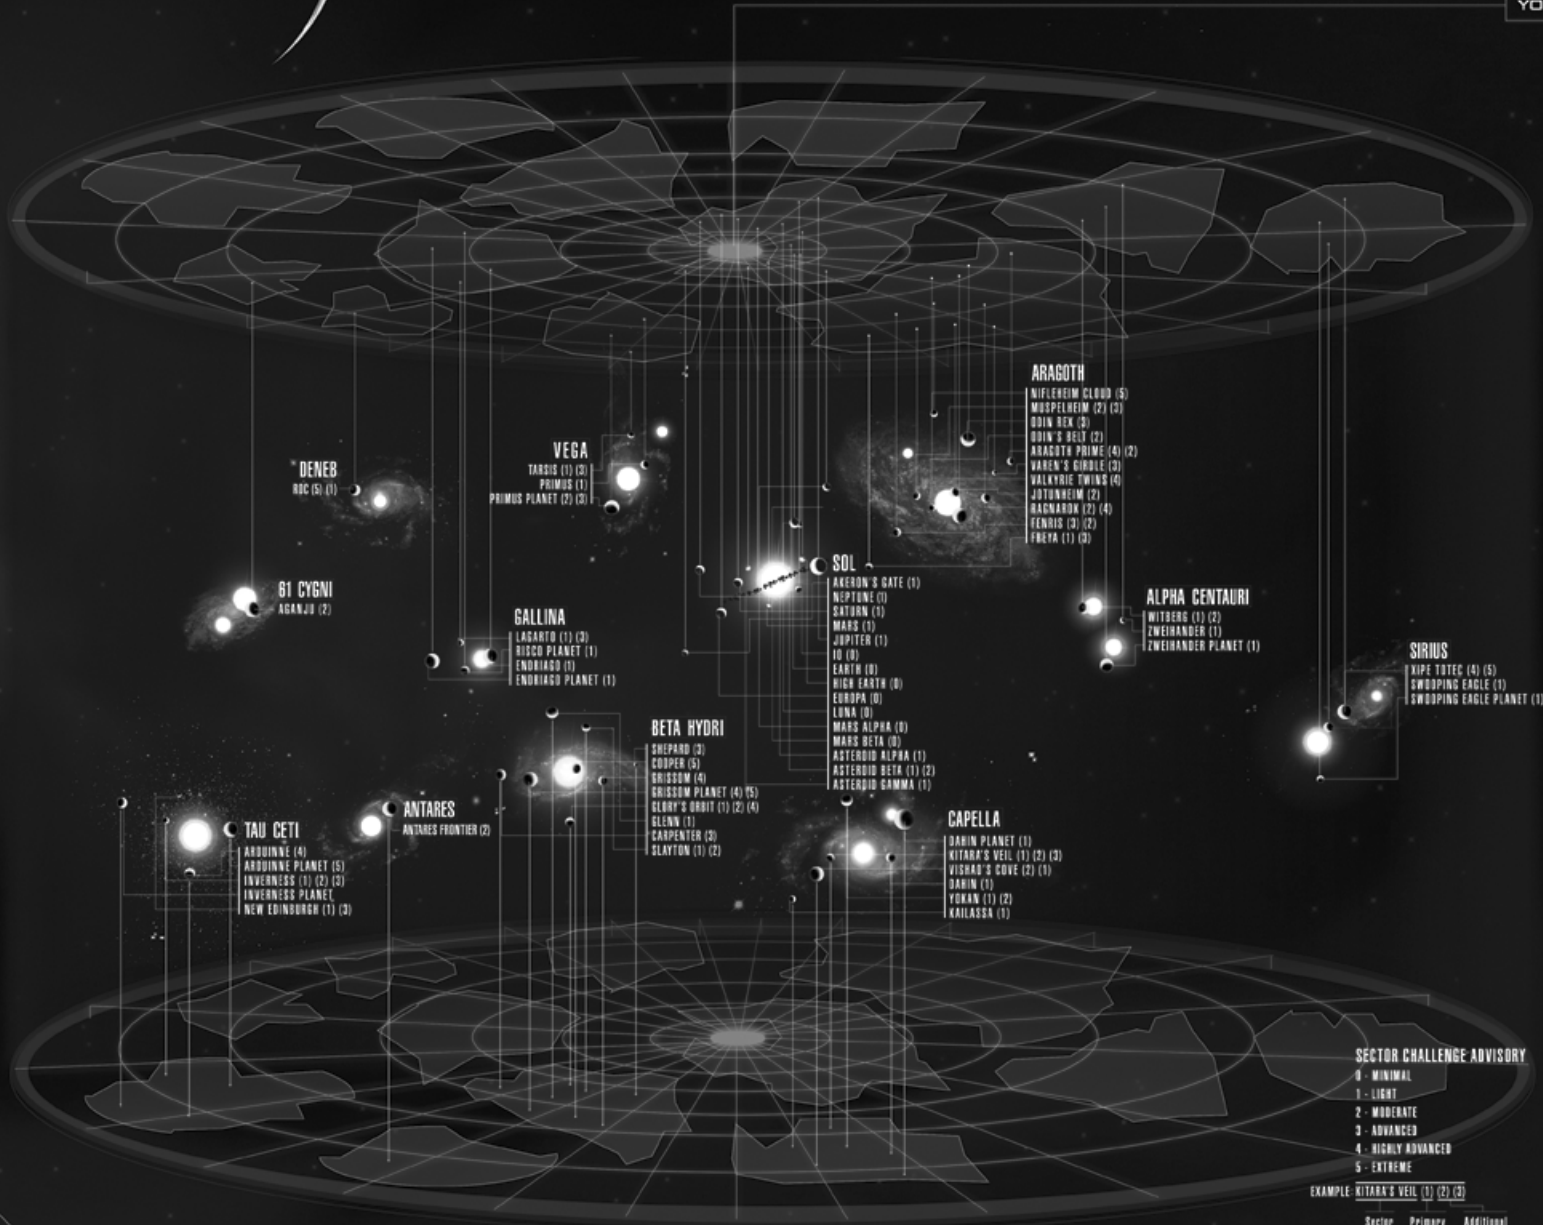 YO
ARAGOTH
NIFLEHEIM CLOUD (5)
MUSPELHEIM (2) (3)
ODIN REX (3)
ODIN'S BELT (2)
ARAGOTH PRIME (4) (2)
VAREN'S GIRDLE (3)
VALKYRIE TWINS (4)
JOTUNHEIM (2)
RAGNAROK (2) (4)
FENRIS (3) (2)
FREYA (1) (3)
VEGA
TARSIS (1) (3)
PRIMUS (1)
PRIMUS PLANET (2) (3)
DENEB
ROC (5) (1)
61 CYGNI
AGANJU (2)
GALLINA
LAGARTO (1) (3)
RISCO PLANET (1)
ENDRIAGO (1)
ENDRIAGO PLANET (1)
SOL
AKERON'S GATE (1)
NEPTUNE (1)
SATURN (1)
MARS (1)
JUPITER (1)
IO (0)
EARTH (0)
HIGH EARTH (0)
EUROPA (0)
LUNA (0)
MARS ALPHA (0)
MARS BETA (0)
ASTEROID ALPHA (1)
ASTEROID BETA (1) (2)
ASTEROID GAMMA (1)
ALPHA CENTAURI
WITBERG (1) (2)
ZWEIHANDER (1)
ZWEIHANDER PLANET (1)
SIRIUS
XIPE TOTEC (4) (5)
SWOOPING EAGLE (1)
SWOOPING EAGLE PLANET (1)
BETA HYDRI
SHEPARD (3)
COOPER (5)
GRISSOM (4)
GRISSOM PLANET (4) (5)
GLORY'S ORBIT (1) (2) (4)
GLENN (1)
CARPENTER (3)
SLAYTON (1) (2)
ANTARES
ANTARES FRONTIER (2)
TAU CETI
ARDUINNE (4)
ARDUINNE PLANET (5)
INVERNESS (1) (2) (3)
INVERNESS PLANET
NEW EDINBURGH (1) (3)
CAPELLA
DAHIN PLANET (1)
KITARA'S VEIL (1) (2) (3)
VISHAD'S COVE (2) (1)
DAHIN (1)
YOKAN (1) (2)
KAILASSA (1)
SECTOR CHALLENGE ADVISORY
0 - MINIMAL
1 - LIGHT
2 - MODERATE
3 - ADVANCED
4 - HIGHLY ADVANCED
5 - EXTREME
EXAMPLE: KITARA'S VEIL (1) (2) (3)
Sector Primary Additional